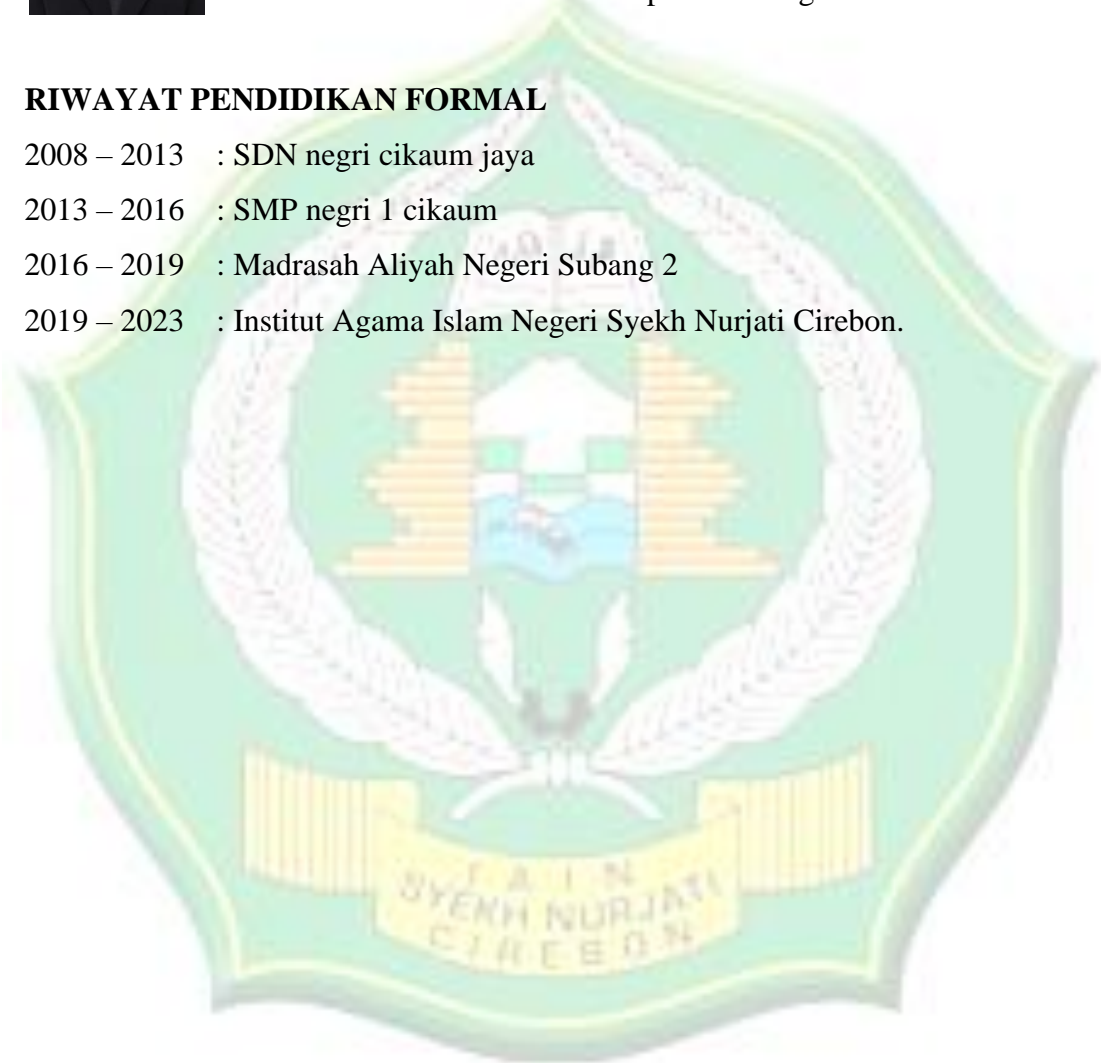 RIWAYAT PENDIDIKAN FORMAL
2008 – 2013 : SDN negri cikaum jaya
2013 – 2016 : SMP negri 1 cikaum
2016 – 2019 : Madrasah Aliyah Negeri Subang 2
2019 – 2023 : Institut Agama Islam Negeri Syekh Nurjati Cirebon.
IAIN
SYEKH NURJATI
CIREBON